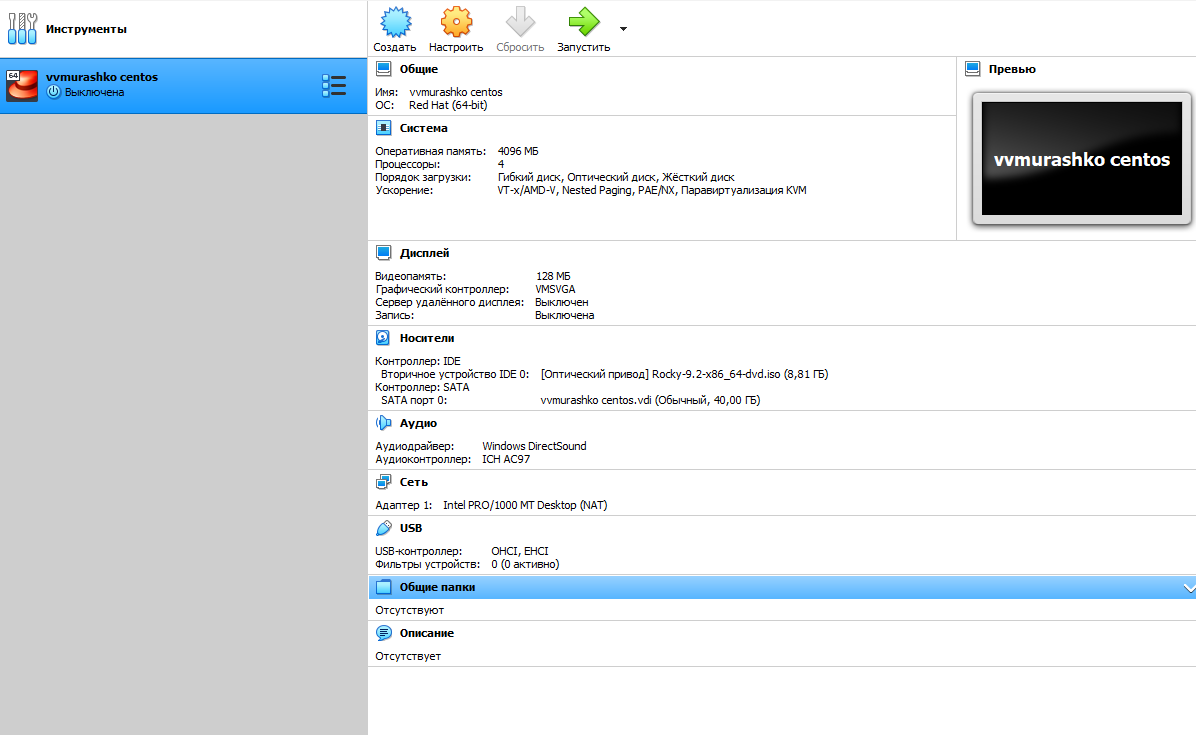 Инструменты
64
vvmurashko centos
Выключена
Создать Настроить Сбросить Запустить
Общие
Имя: vvmurashko centos
ОС: Red Hat (64-bit)
Превью
vvmurashko centos
Система
Оперативная память: 4096 МБ
Процессоры: 4
Порядок загрузки: Гибкий диск, Оптический диск, Жёсткий диск
Ускорение: VT-x/AMD-V, Nested Paging, PAE/NX, Паравиртуализация KVM
Дисплей
Видеопамять: 128 МБ
Графический контроллер: VMSVGA
Сервер удалённого дисплея: Выключен
Запись: Выключена
Носители
Контроллер: IDE
Вторичное устройство IDE 0: [Оптический привод] Rocky-9.2-x86_64-dvd.iso (8,81 ГБ)
Контроллер: SATA
SATA порт 0: vvmurashko centos.vdi (Обычный, 40,00 ГБ)
Аудио
Аудиодрайвер: Windows DirectSound
Аудиоконтроллер: ICH AC97
Сеть
Адаптер 1: Intel PRO/1000 MT Desktop (NAT)
USB
USB-контроллер: OHCI, EHCI
Фильтры устройств: 0 (0 активно)
Общие папки
Отсутствуют
Описание
Отсутствует